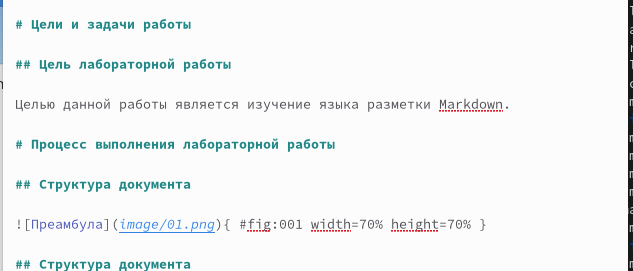 # Цели и задачи работы
## Цель лабораторной работы
Целью данной работы является изучение языка разметки Markdown.
# Процесс выполнения лабораторной работы
## Структура документа
![Преамбула](image/01.png){ #fig:001 width=70% height=70% }
## Структура документа